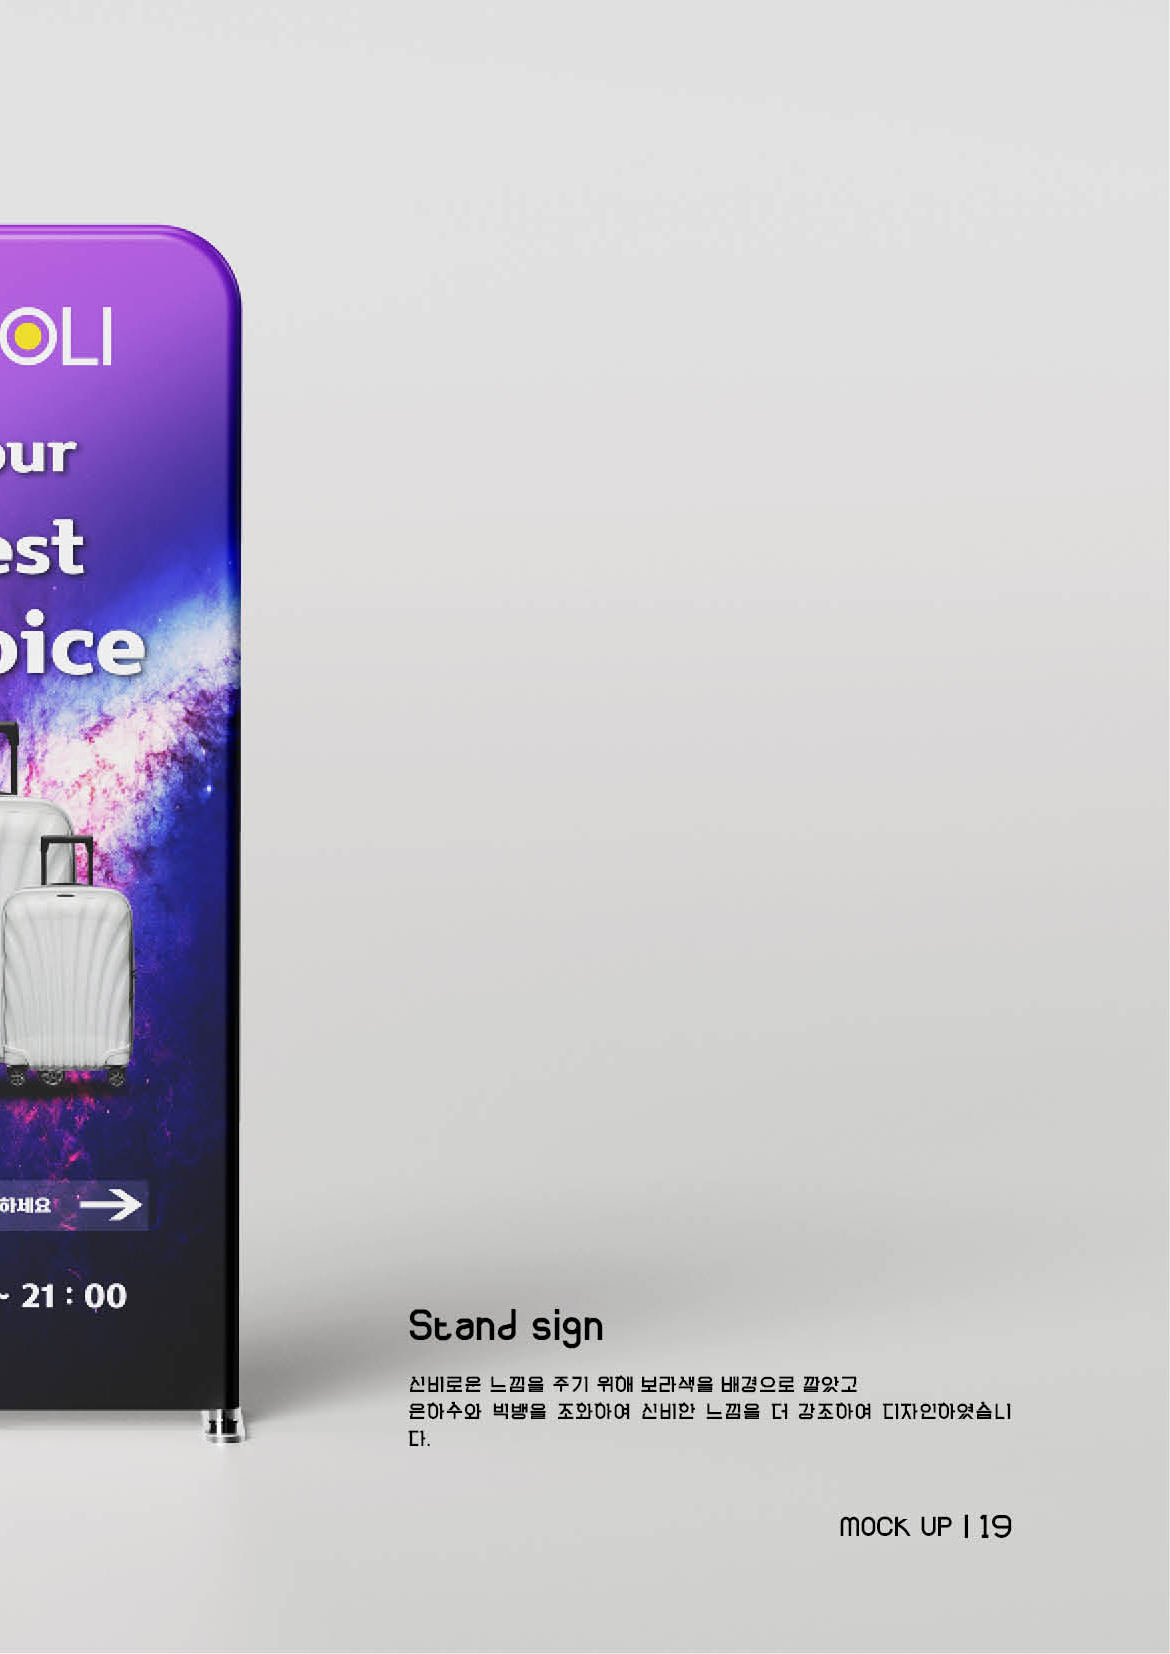 OLI
our
est
oice
하세요
~ 21 : 00
Stand sign
신비로운 느낌을 주기 위해 보라색을 배경으로 깔았고
은하수와 빅뱅을 조화하여 신비한 느낌을 더 강조하여 디자인하였습니
다.
MOCK UP | 19